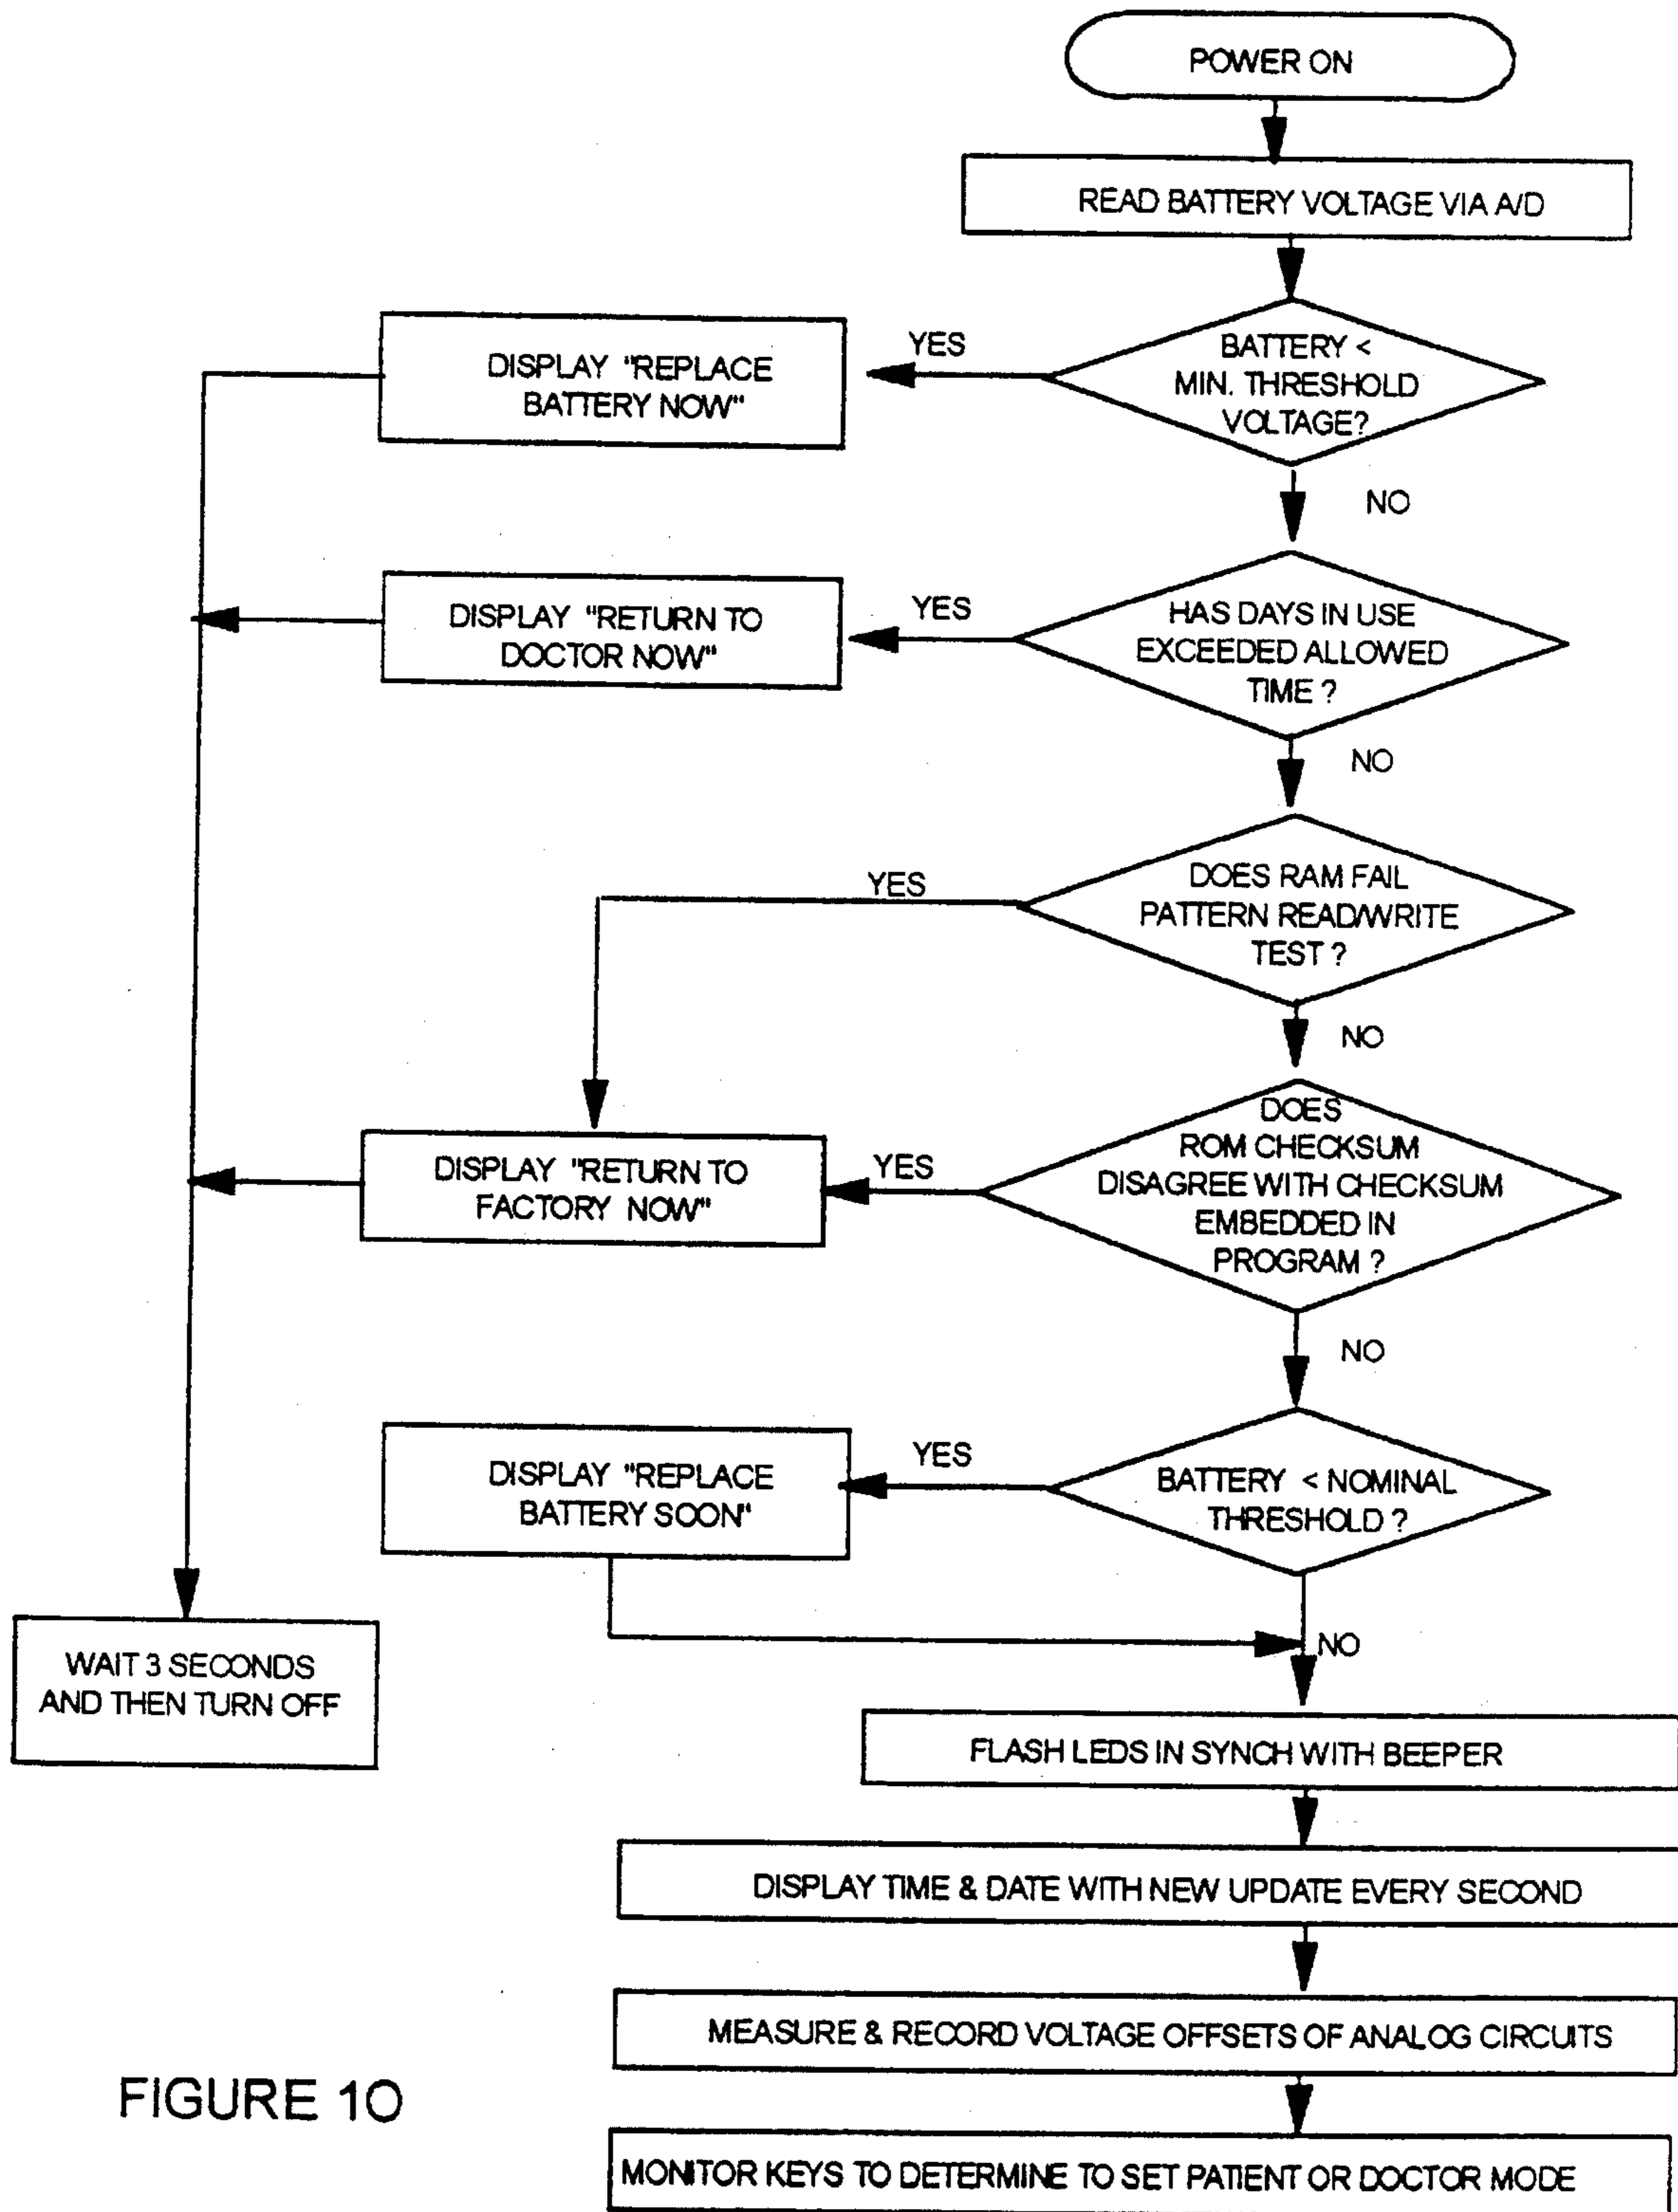 POWER ON
READ BATTERY VOLTAGE VIA A/D
BATTERY <
MIN. THRESHOLD
VOLTAGE?
YES
DISPLAY "REPLACE
BATTERY NOW"
NO
HAS DAYS IN USE
EXCEEDED ALLOWED
TIME ?
YES
DISPLAY "RETURN TO
DOCTOR NOW"
NO
DOES RAM FAIL
PATTERN READ/WRITE
TEST ?
YES
NO
DOES
ROM CHECKSUM
DISAGREE WITH CHECKSUM
EMBEDDED IN
PROGRAM ?
YES
DISPLAY "RETURN TO
FACTORY NOW"
NO
BATTERY < NOMINAL
THRESHOLD ?
YES
DISPLAY "REPLACE
BATTERY SOON"
NO
WAIT 3 SECONDS
AND THEN TURN OFF
FLASH LEDS IN SYNCH WITH BEEPER
DISPLAY TIME & DATE WITH NEW UPDATE EVERY SECOND
MEASURE & RECORD VOLTAGE OFFSETS OF ANALOG CIRCUITS
MONITOR KEYS TO DETERMINE TO SET PATIENT OR DOCTOR MODE
FIGURE 10